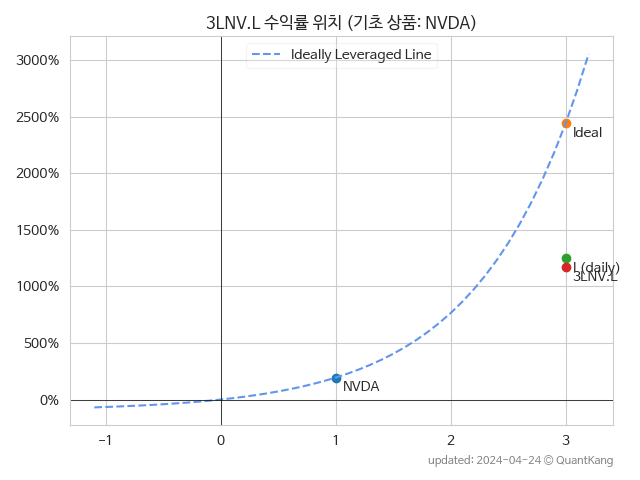 3LNV.L 수익률 위치 (기초 상품: NVDA)
Ideally Leveraged Line
3000%
2500%
2000%
1500%
1000%
500%
0%
Ideal
(daily)
3LNV.L
NVDA
-1
0
1
2
3
updated: 2024-04-24 © QuantKang